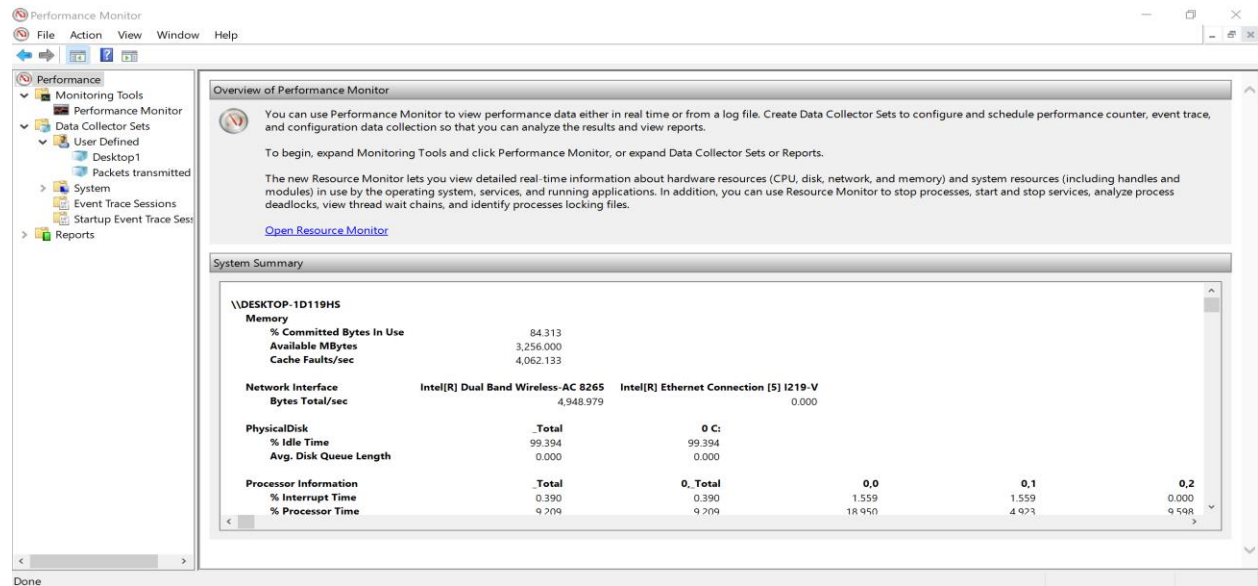 Performance Monitor
File Action View Window Help
Performance
Monitoring Tools
Performance Monitor
Data Collector Sets
User Defined
Desktop1
Packets transmitted
System
Event Trace Sessions
Startup Event Trace Sess
Reports
Overview of Performance Monitor
You can use Performance Monitor to view performance data either in real time or from a log file. Create Data Collector Sets to configure and schedule performance counter, event trace,
and configuration data collection so that you can analyze the results and view reports.
To begin, expand Monitoring Tools and click Performance Monitor, or expand Data Collector Sets or Reports.
The new Resource Monitor lets you view detailed real-time information about hardware resources (CPU, disk, network, and memory) and system resources (including handles and
modules) in use by the operating system, services, and running applications. In addition, you can use Resource Monitor to stop processes, start and stop services, analyze process
deadlocks, view thread wait chains, and identify processes locking files.
Open Resource Monitor
System Summary
\\DESKTOP-1D119HS
Memory
% Committed Bytes In Use 84.313
Available MBytes 3,256.000
Cache Faults/sec 4,062.133
Network Interface Intel[R] Dual Band Wireless-AC 8265 Intel[R] Ethernet Connection [5] I219-V
Bytes Total/sec 4,948.979 0.000
PhysicalDisk _Total 0 C:
% Idle Time 99.394 99.394
Avg. Disk Queue Length 0.000 0.000
Processor Information _Total 0,_Total 0,0 0,1 0,2
% Interrupt Time 0.390 0.390 1.559 1.559 0.000
% Processor Time 9.209 9.209 18.950 4.923 9.598
Done